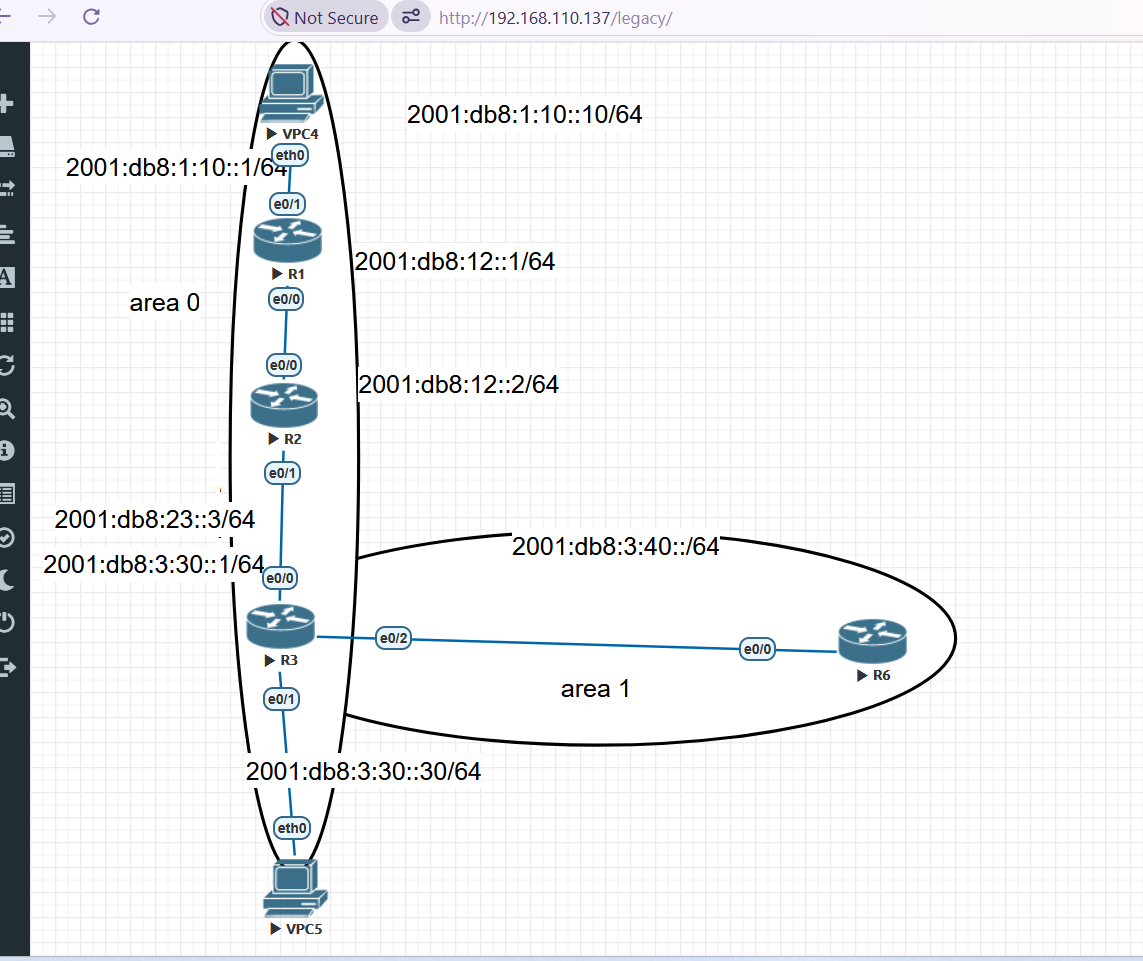 Not Secure
http://192.168.110.137/legacy/
2001:db8:1:10::10/64
VPC4
eth0
2001:db8:1:10::1/64
e0/1
2001:db8:12::1/64
R1
area 0
e0/0
e0/0
2001:db8:12::2/64
R2
e0/1
2001:db8:23::3/64
2001:db8:3:40::/64
2001:db8:3:30::1/64
e0/0
e0/2
e0/0
R3
R6
area 1
e0/1
2001:db8:3:30::30/64
eth0
VPC5